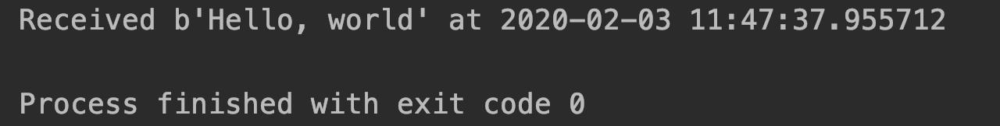 Received b'Hello, world' at 2020-02-03 11:47:37.955712
Process finished with exit code 0